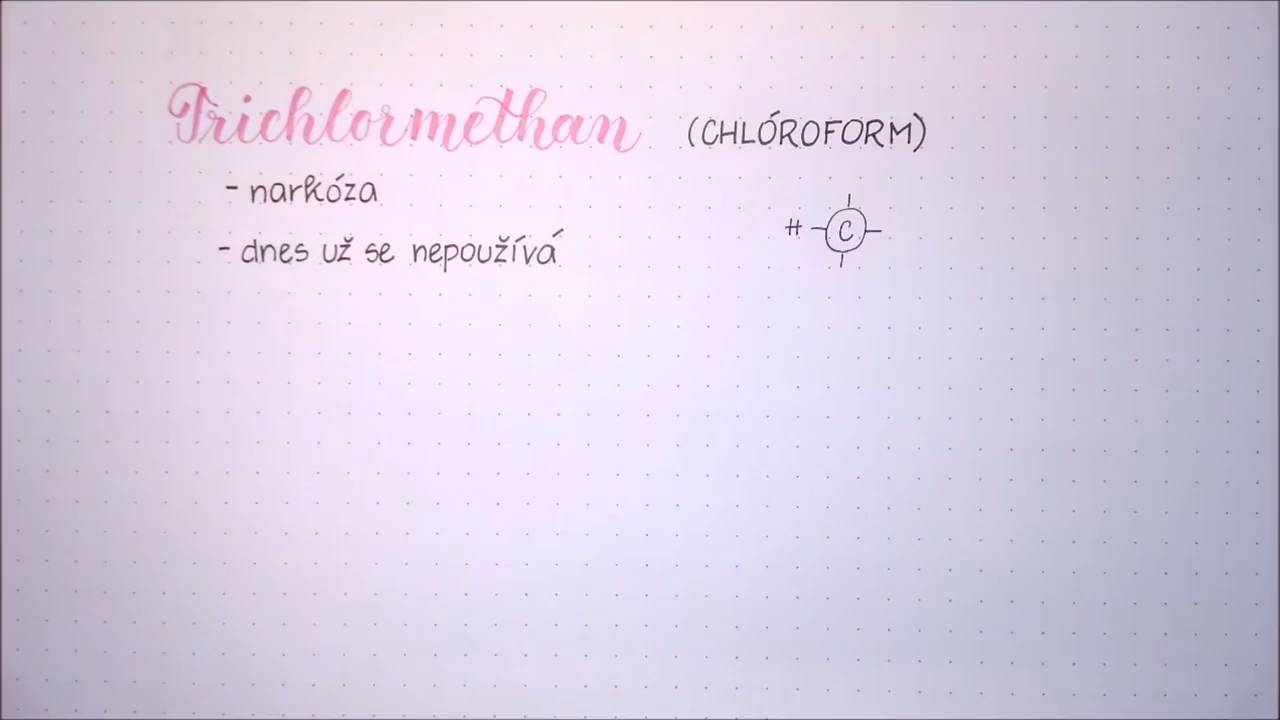 Trichlormethan (CHLÓROFORM)
- narkóza
- dnes už se nepoužívá
H - C -